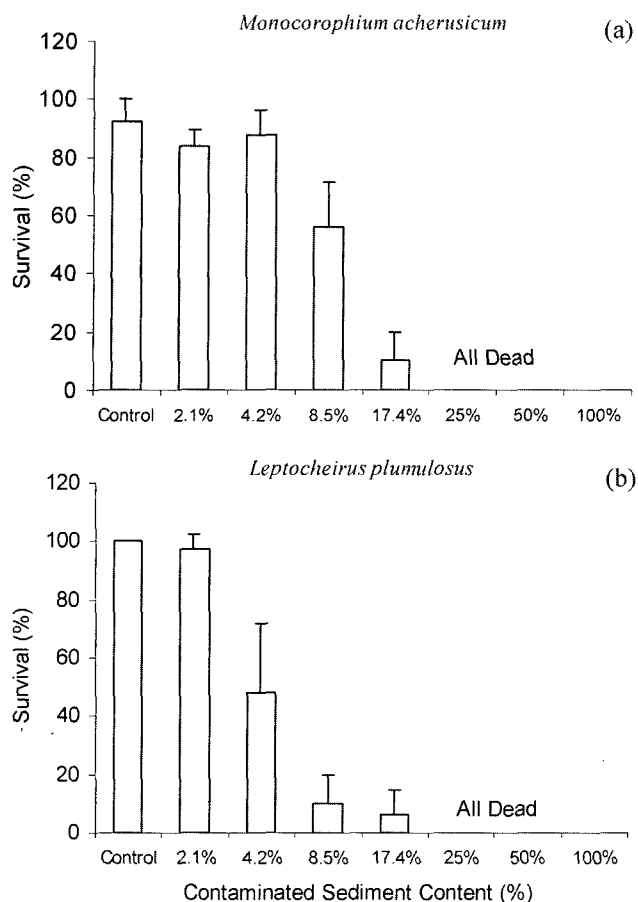 Monocorophium acherusicum
(a)
120
100
80
60
40
20
0
Survival (%)
All Dead
Control 2.1% 4.2% 8.5% 17.4% 25% 50% 100%
Leptocheirus plumulosus
(b)
120
100
80
60
40
20
0
Survival (%)
All Dead
Control 2.1% 4.2% 8.5% 17.4% 25% 50% 100%
Contaminated Sediment Content (%)